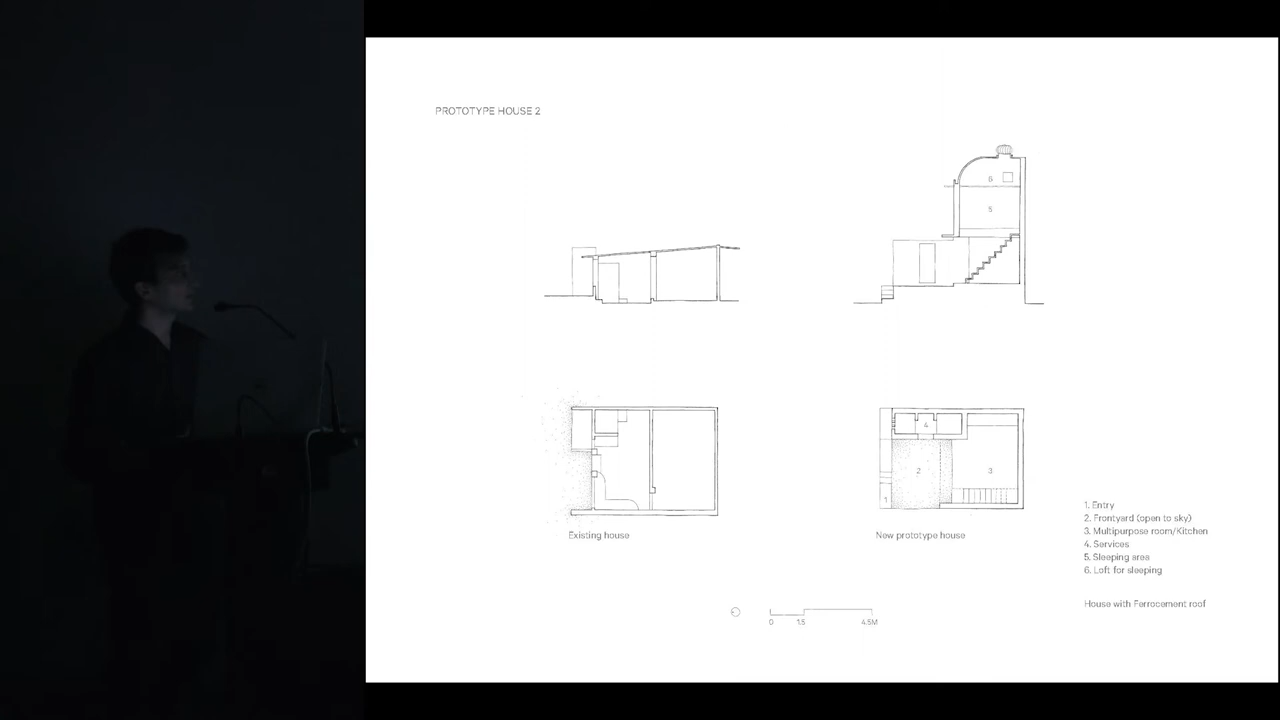 PROTOTYPE HOUSE 2
6
5
4
2
3
1
Existing house
New prototype house
1. Entry
2. Frontyard (open to sky)
3. Multipurpose room/Kitchen
4. Services
5. Sleeping area
6. Loft for sleeping
House with Ferrocement roof
0 1.5 4.5M